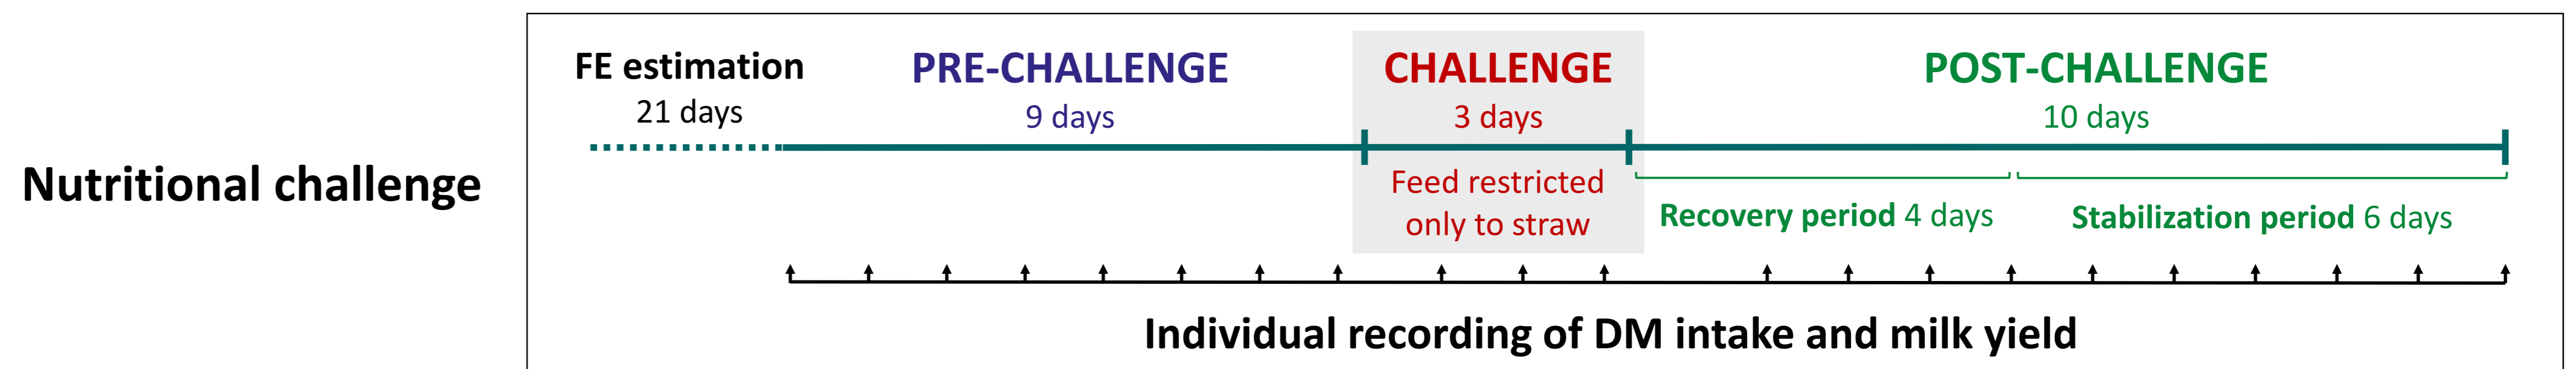 Nutritional challenge
FE estimation
21 days
PRE-CHALLENGE
9 days
CHALLENGE
3 days
Feed restricted
only to straw
POST-CHALLENGE
10 days
Recovery period 4 days
Stabilization period 6 days
Individual recording of DM intake and milk yield